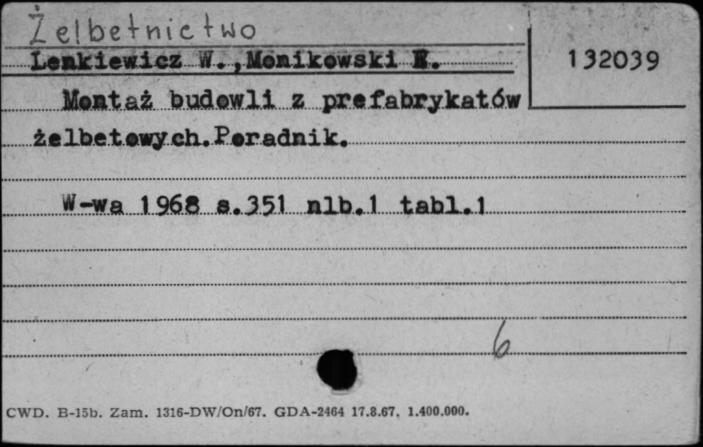 Żelbetnictwo
Lenkiewicz W., Monikowski
132039
Montaż budowli z prefabrykatów
żelbetowych.Poradnik.
W-wa 1968 s.351 nlb.1 tabl.1
6
CWD. B-15b. Zam. 1316-DW/On/67. GDA-2464 17.8.67. 1.400.000.